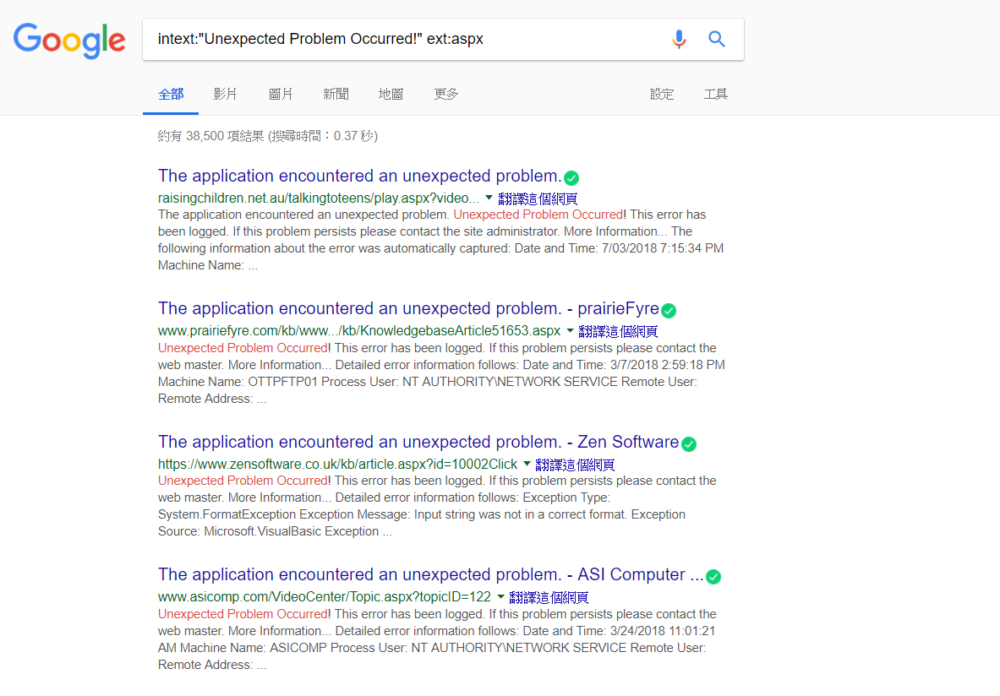 Google
intext:"Unexpected Problem Occurred!" ext:aspx
全部 影片 圖片 新聞 地圖 更多 設定 工具
約有 38,500 項結果 (搜尋時間：0.37 秒)
The application encountered an unexpected problem.
raisingchildren.net.au/talkingtoteens/play.aspx?video... 翻譯這個網頁
The application encountered an unexpected problem. Unexpected Problem Occurred! This error has
been logged. If this problem persists please contact the site administrator. More Information... The
following information about the error was automatically captured: Date and Time: 7/03/2018 7:15:34 PM
Machine Name: ...
The application encountered an unexpected problem. - prairieFyre
www.prairiefyre.com/kb/www.../kb/KnowledgebaseArticle51653.aspx 翻譯這個網頁
Unexpected Problem Occurred! This error has been logged. If this problem persists please contact the
web master. More Information... Detailed error information follows: Date and Time: 3/7/2018 2:59:18 PM
Machine Name: OTTPFTP01 Process User: NT AUTHORITY\NETWORK SERVICE Remote User:
Remote Address: ...
The application encountered an unexpected problem. - Zen Software
https://www.zensoftware.co.uk/kb/article.aspx?id=10002Click 翻譯這個網頁
Unexpected Problem Occurred! This error has been logged. If this problem persists please contact the
web master. More Information... Detailed error information follows: Exception Type:
System.FormatException Exception Message: Input string was not in a correct format. Exception
Source: Microsoft.VisualBasic Exception ...
The application encountered an unexpected problem. - ASI Computer ...
www.asicomp.com/VideoCenter/Topic.aspx?topicID=122 翻譯這個網頁
Unexpected Problem Occurred! This error has been logged. If this problem persists please contact the
web master. More Information... Detailed error information follows: Date and Time: 3/24/2018 11:01:21
AM Machine Name: ASICOMP Process User: NT AUTHORITY\NETWORK SERVICE Remote User:
Remote Address: ...